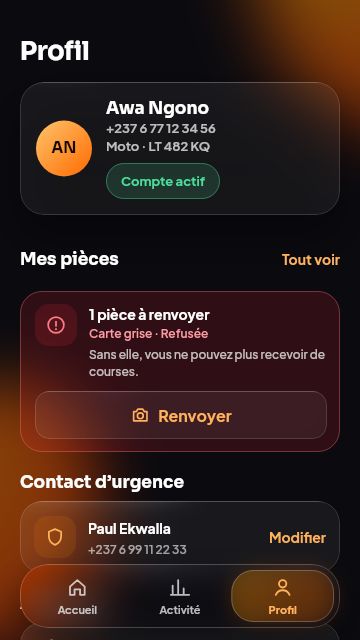 Profil
AN
Awa Ngono
+237 6 77 12 34 56
Moto · LT 482 KQ
Compte actif
Mes pièces
Tout voir
1 pièce à renvoyer
Carte grise · Refusée
Sans elle, vous ne pouvez plus recevoir de
courses.
Renvoyer
Contact d’urgence
Paul Ekwalla
+237 6 99 11 22 33
Modifier
Accueil
Activité
Profil